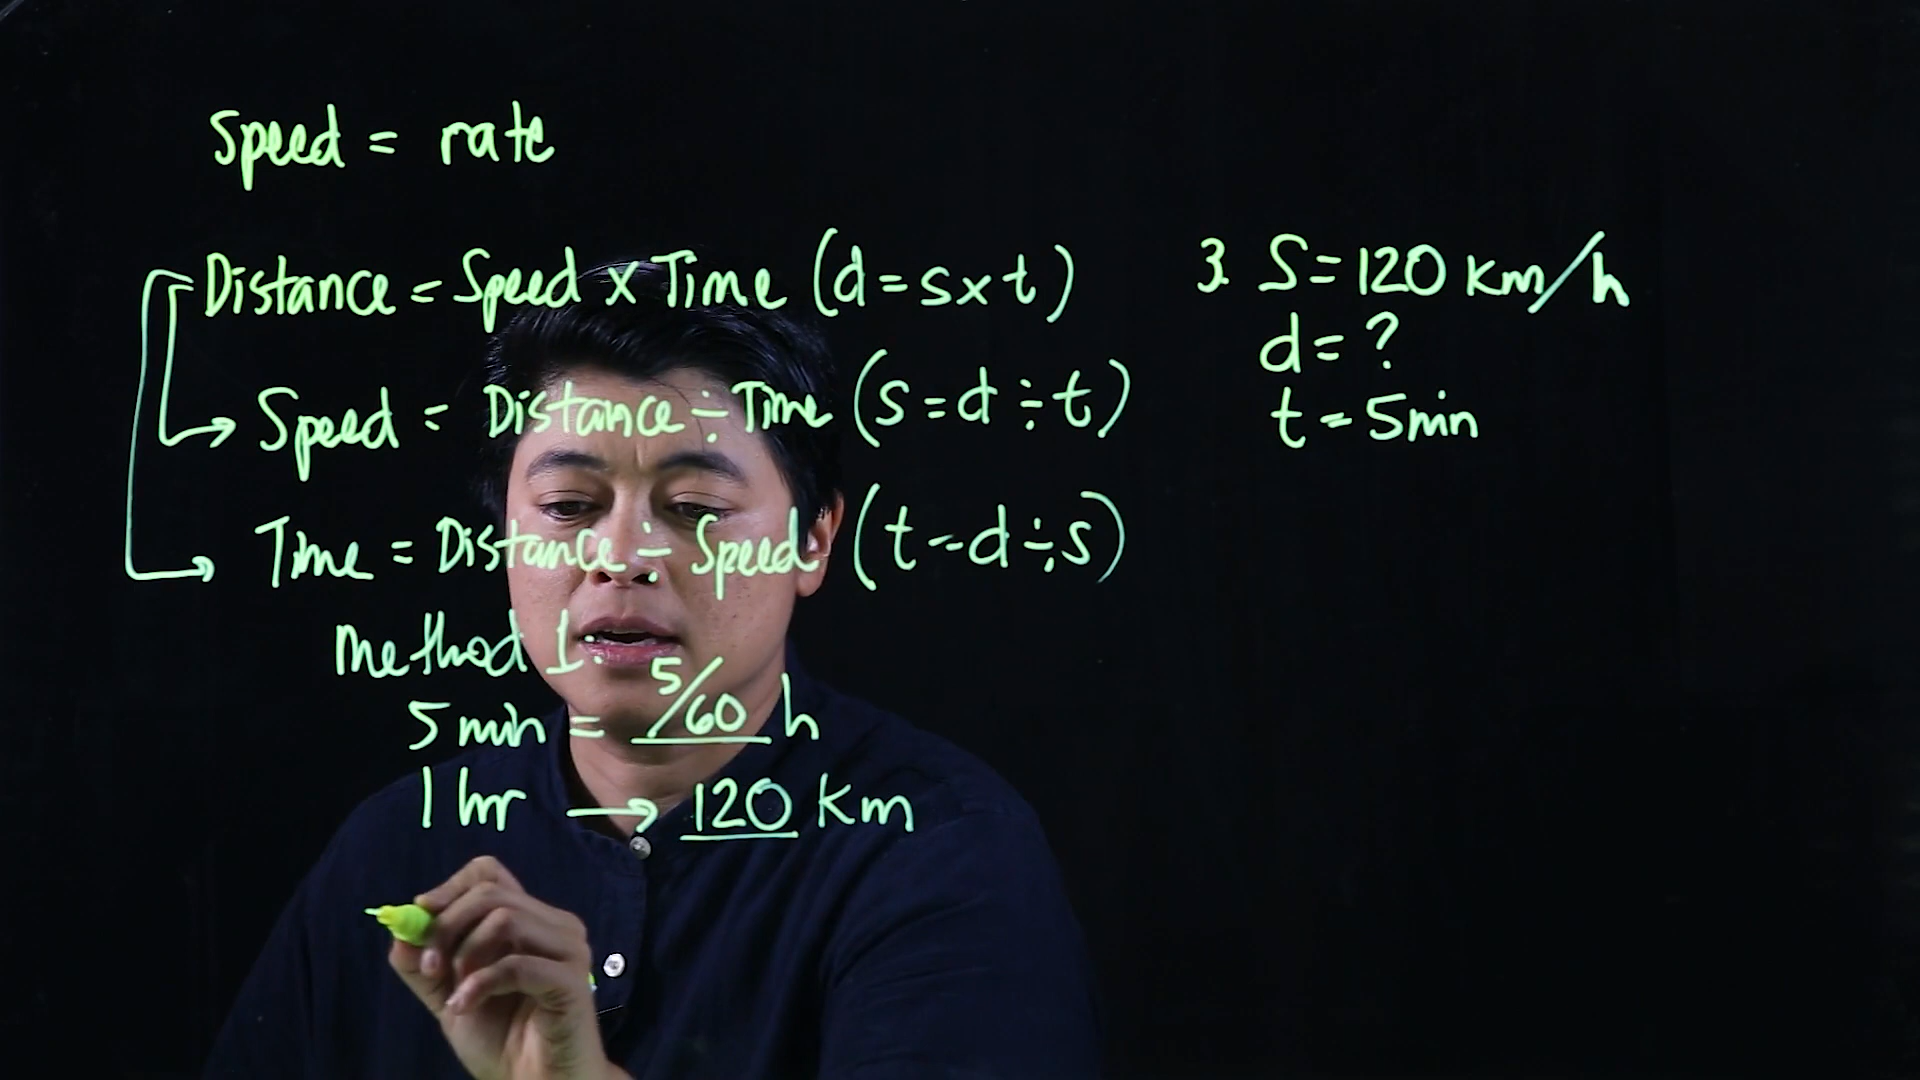 Speed = rate
Distance = Speed x Time (d = s x t)
Speed = Distance ÷ Time (s = d ÷ t)
Time = Distance ÷ Speed (t = d ÷ s)
Method 1:
5 min = 5/60 h
1 hr → 120 Km
3. S = 120 Km/h
d = ?
t = 5min